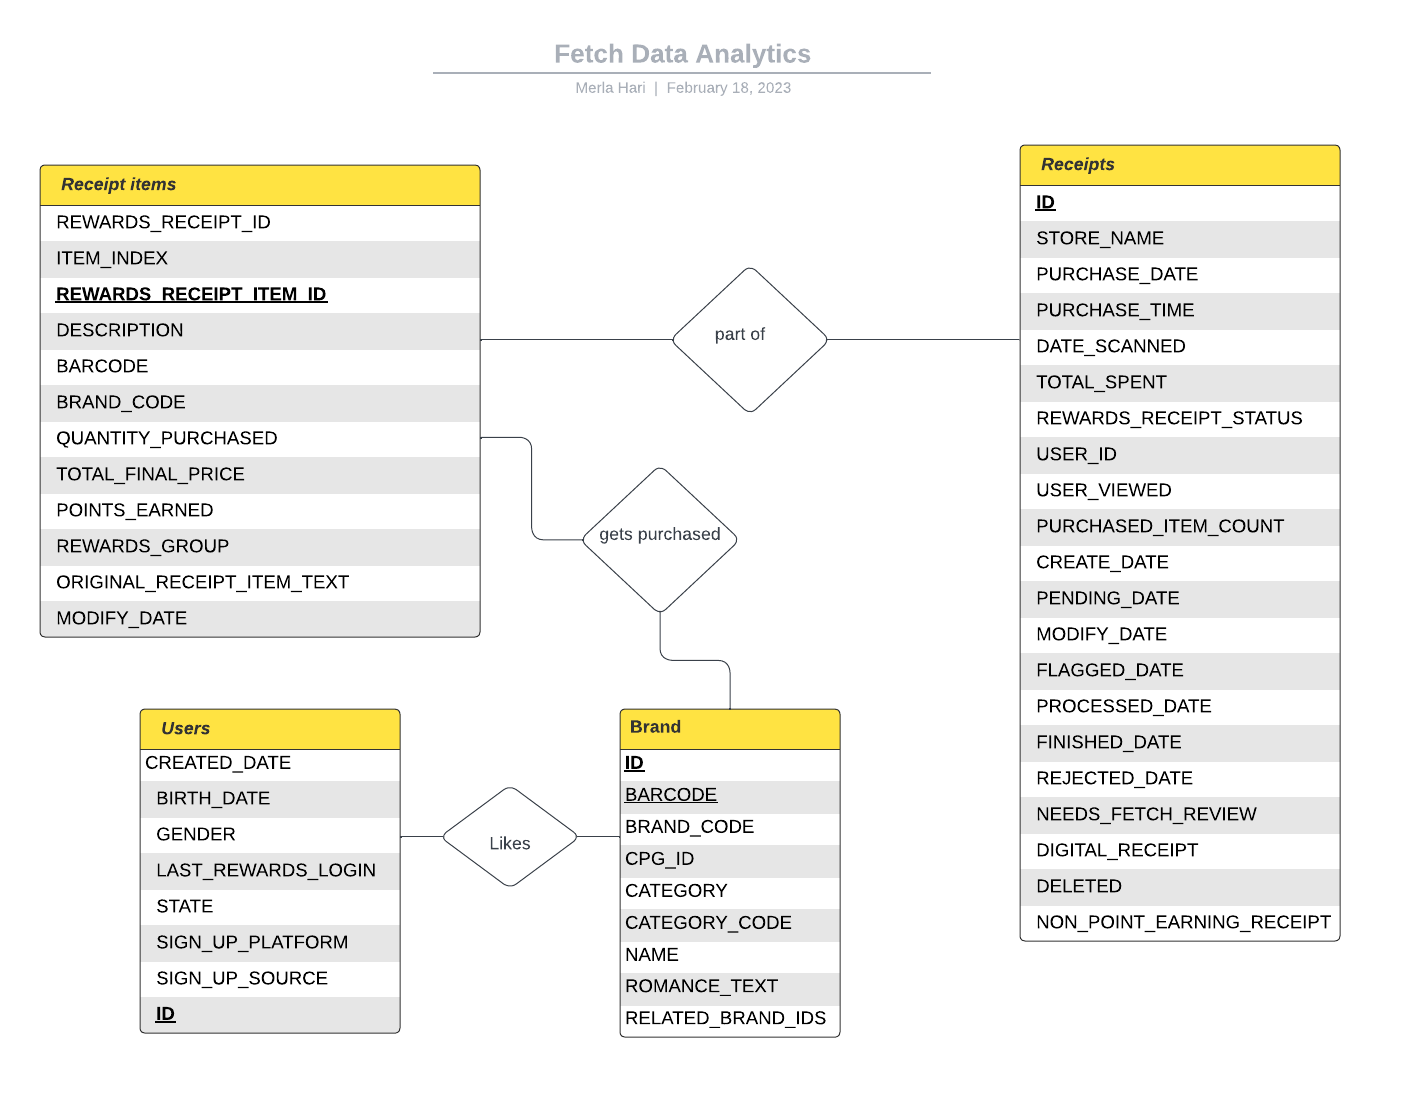 Fetch Data Analytics
Merla Hari | February 18, 2023
Receipt items
REWARDS_RECEIPT_ID
ITEM_INDEX
REWARDS_RECEIPT_ITEM_ID
DESCRIPTION
BARCODE
BRAND_CODE
QUANTITY_PURCHASED
TOTAL_FINAL_PRICE
POINTS_EARNED
REWARDS_GROUP
ORIGINAL_RECEIPT_ITEM_TEXT
MODIFY_DATE
part of
gets purchased
Receipts
ID
STORE_NAME
PURCHASE_DATE
PURCHASE_TIME
DATE_SCANNED
TOTAL_SPENT
REWARDS_RECEIPT_STATUS
USER_ID
USER_VIEWED
PURCHASED_ITEM_COUNT
CREATE_DATE
PENDING_DATE
MODIFY_DATE
FLAGGED_DATE
PROCESSED_DATE
FINISHED_DATE
REJECTED_DATE
NEEDS_FETCH_REVIEW
DIGITAL_RECEIPT
DELETED
NON_POINT_EARNING_RECEIPT
Users
CREATED_DATE
BIRTH_DATE
GENDER
LAST_REWARDS_LOGIN
STATE
SIGN_UP_PLATFORM
SIGN_UP_SOURCE
ID
Likes
Brand
ID
BARCODE
BRAND_CODE
CPG_ID
CATEGORY
CATEGORY_CODE
NAME
ROMANCE_TEXT
RELATED_BRAND_IDS